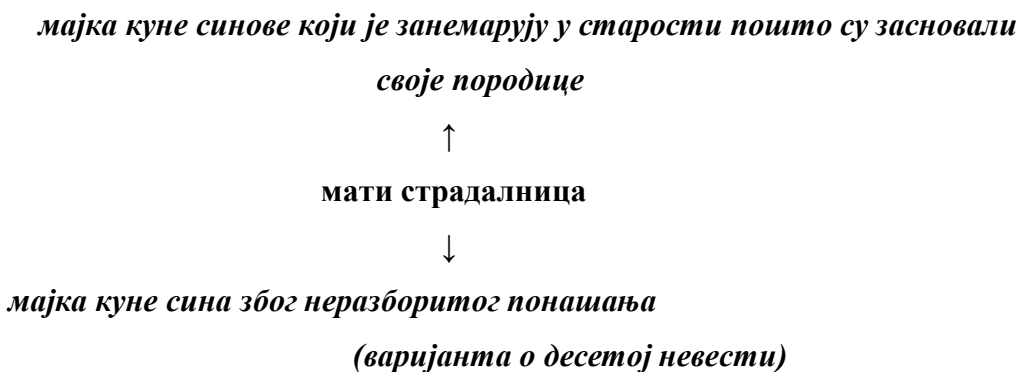 мајка куне синове који је занемарују у старости пошто су засновали
своје породице
↑
мати страдалница
↓
мајка куне сина због неразборитог понашања
(варијанта о десетој невести)